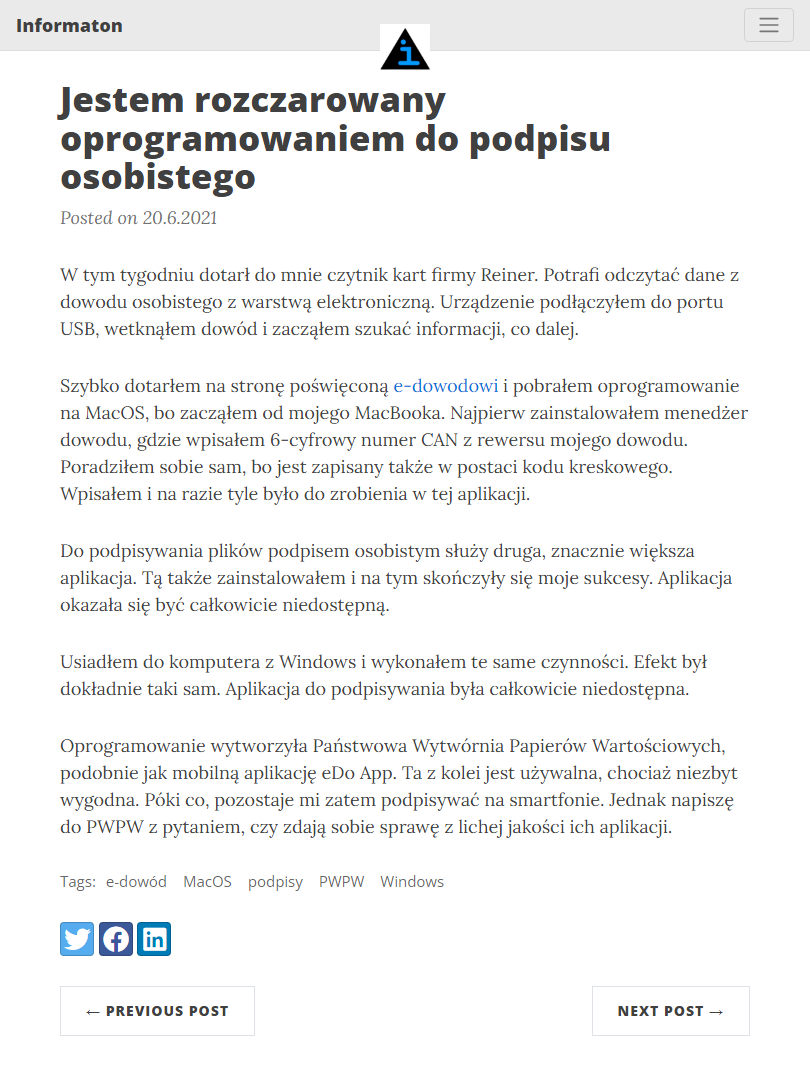 Informaton
i
Jestem rozczarowany
oprogramowaniem do podpisu
osobistego
Posted on 20.6.2021
W tym tygodniu dotarł do mnie czytnik kart firmy Reiner. Potrafi odczytać dane z
dowodu osobistego z warstwą elektroniczną. Urządzenie podłączyłem do portu
USB, wetknąłem dowód i zacząłem szukać informacji, co dalej.
Szybko dotarłem na stronę poświęconą e-dowodowi i pobrałem oprogramowanie
na MacOS, bo zacząłem od mojego MacBooka. Najpierw zainstalowałem menedżer
dowodu, gdzie wpisałem 6-cyfrowy numer CAN z rewersu mojego dowodu.
Poradziłem sobie sam, bo jest zapisany także w postaci kodu kreskowego.
Wpisałem i na razie tyle było do zrobienia w tej aplikacji.
Do podpisywania plików podpisem osobistym służy druga, znacznie większa
aplikacja. Tą także zainstalowałem i na tym skończyły się moje sukcesy. Aplikacja
okazała się być całkowicie niedostępną.
Usiadłem do komputera z Windows i wykonałem te same czynności. Efekt był
dokładnie taki sam. Aplikacja do podpisywania była całkowicie niedostępna.
Oprogramowanie wytworzyła Państwowa Wytwórnia Papierów Wartościowych,
podobnie jak mobilną aplikację eDo App. Ta z kolei jest używalna, chociaż niezbyt
wygodna. Póki co, pozostaje mi zatem podpisywać na smartfonie. Jednak napiszę
do PWPW z pytaniem, czy zdają sobie sprawę z lichej jakości ich aplikacji.
Tags: e-dowód MacOS podpisy PWPW Windows
← PREVIOUS POST
NEXT POST →